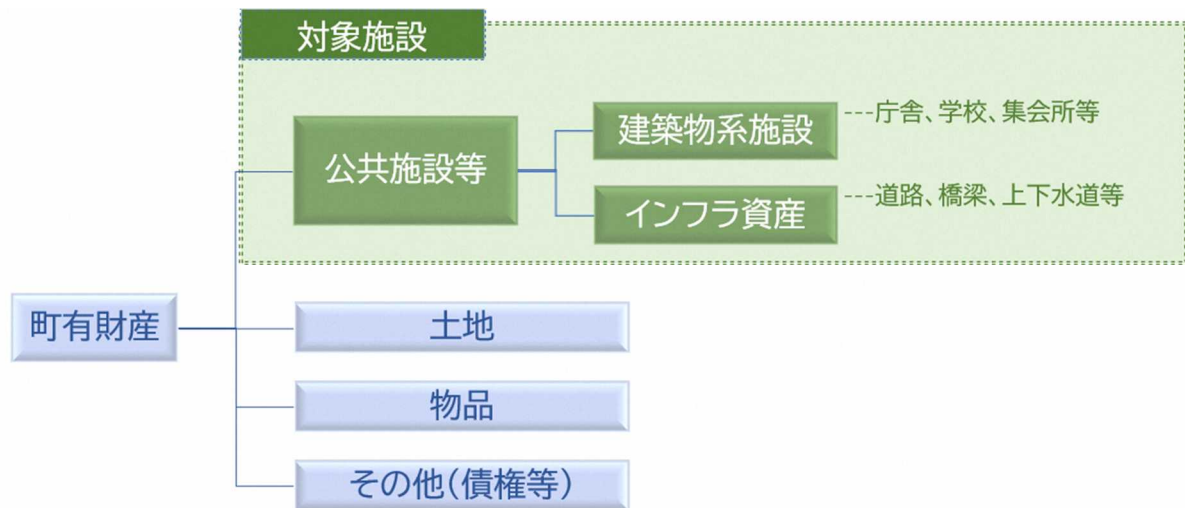 対象施設
公共施設等
建築物系施設
---庁舎、学校、集会所等
インフラ資産
---道路、橋梁、上下水道等
町有財産
土地
物品
その他(債権等)